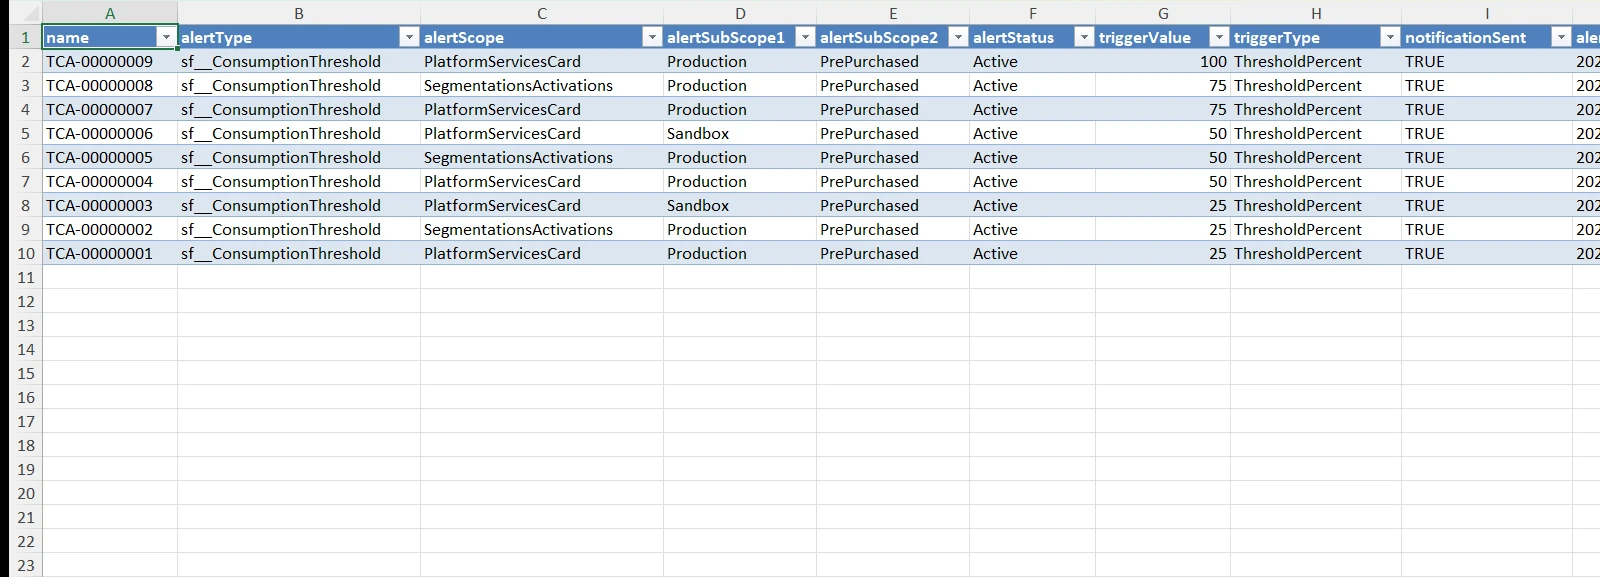 A B C D E F G H I
1 name alertType alertScope alertSubScope1 alertSubScope2 alertStatus triggerValue triggerType notificationSent
2 TCA-00000009 sf__ConsumptionThreshold PlatformServicesCard Production PrePurchased Active 100 ThresholdPercent TRUE
3 TCA-00000008 sf__ConsumptionThreshold SegmentationsActivations Production PrePurchased Active 75 ThresholdPercent TRUE
4 TCA-00000007 sf__ConsumptionThreshold PlatformServicesCard Production PrePurchased Active 75 ThresholdPercent TRUE
5 TCA-00000006 sf__ConsumptionThreshold PlatformServicesCard Sandbox PrePurchased Active 50 ThresholdPercent TRUE
6 TCA-00000005 sf__ConsumptionThreshold SegmentationsActivations Production PrePurchased Active 50 ThresholdPercent TRUE
7 TCA-00000004 sf__ConsumptionThreshold PlatformServicesCard Production PrePurchased Active 50 ThresholdPercent TRUE
8 TCA-00000003 sf__ConsumptionThreshold PlatformServicesCard Sandbox PrePurchased Active 25 ThresholdPercent TRUE
9 TCA-00000002 sf__ConsumptionThreshold SegmentationsActivations Production PrePurchased Active 25 ThresholdPercent TRUE
10 TCA-00000001 sf__ConsumptionThreshold PlatformServicesCard Production PrePurchased Active 25 ThresholdPercent TRUE
11
12
13
14
15
16
17
18
19
20
21
22
23